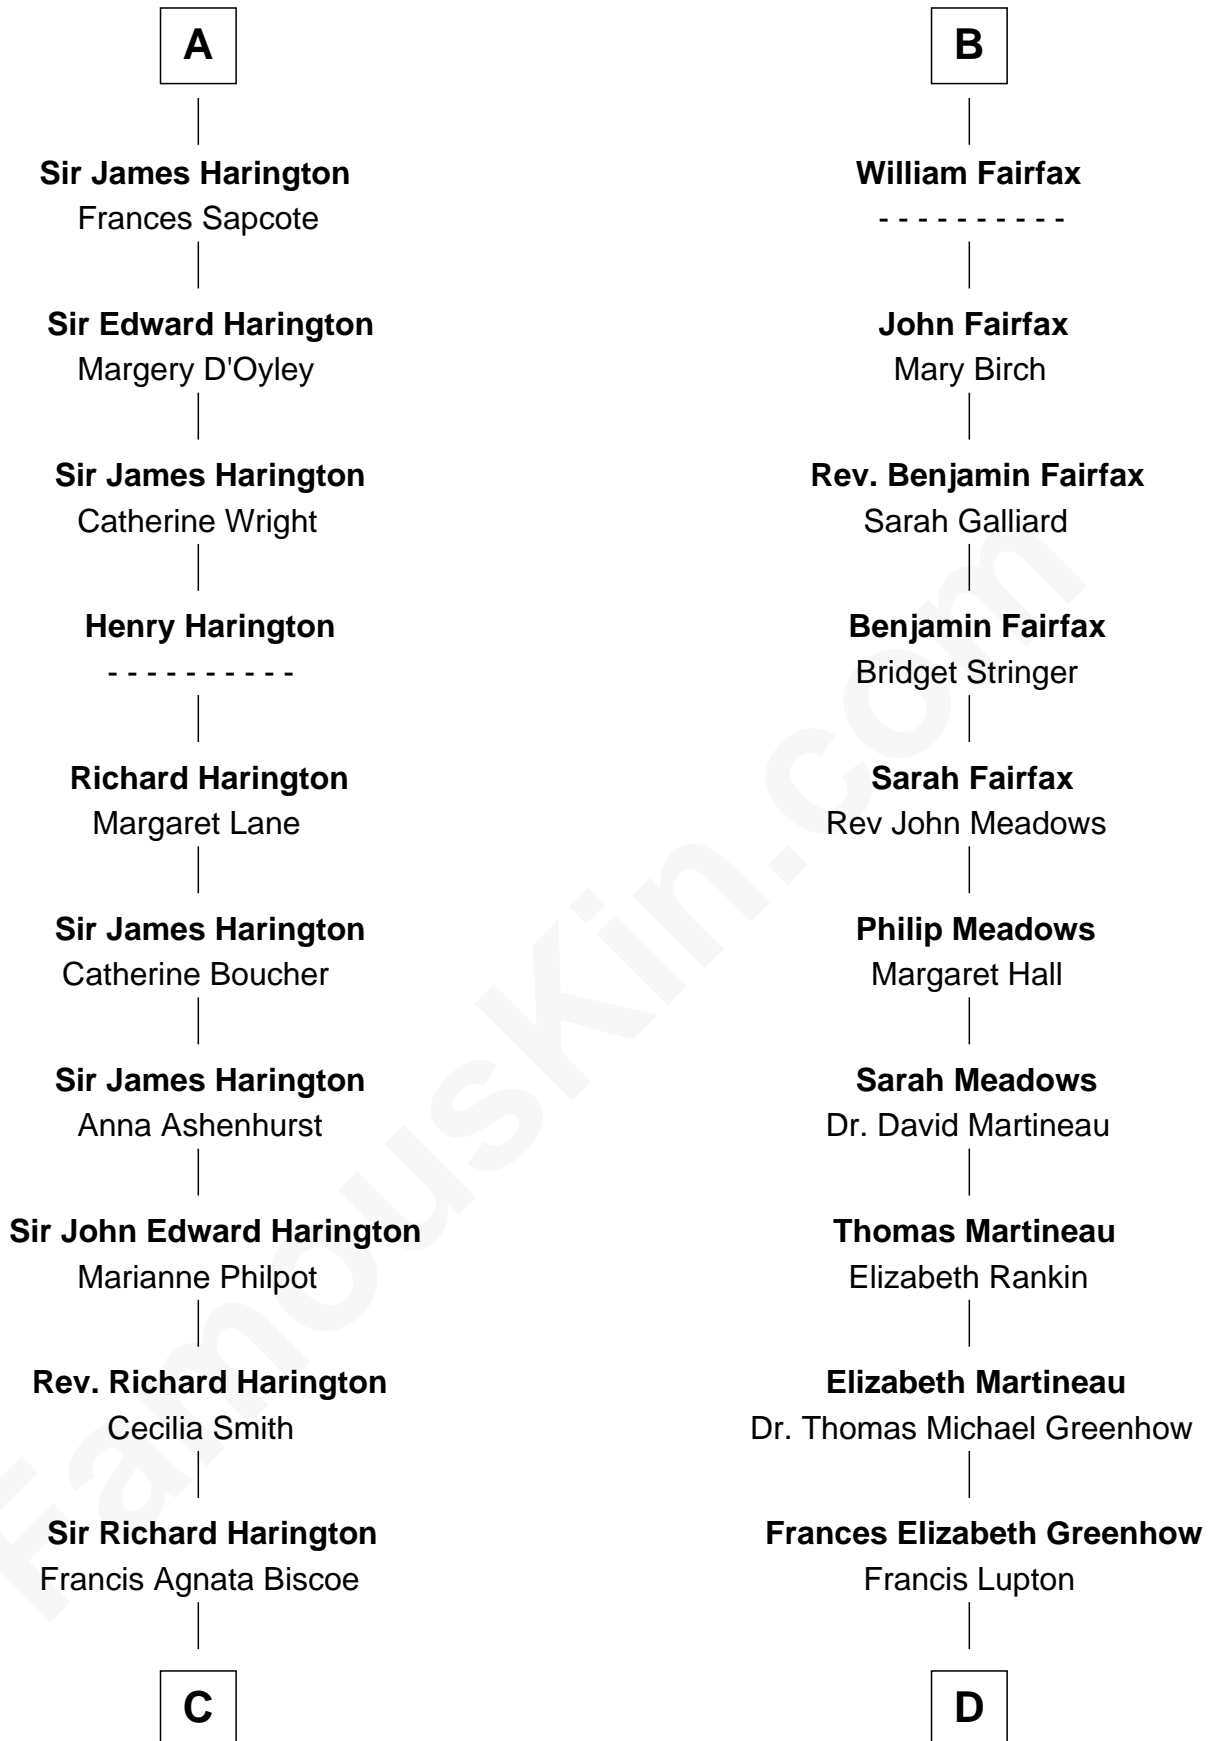 A
Sir James Harington
Frances Sapcote
Sir Edward Harington
Margery D'Oyley
Sir James Harington
Catherine Wright
Henry Harington
- - - - - - - - - -
Richard Harington
Margaret Lane
Sir James Harington
Catherine Boucher
Sir James Harington
Anna Ashenhurst
Sir John Edward Harington
Marianne Philpot
Rev. Richard Harington
Cecilia Smith
Sir Richard Harington
Francis Agnata Biscoe
C
B
William Fairfax
- - - - - - - - - -
John Fairfax
Mary Birch
Rev. Benjamin Fairfax
Sarah Galliard
Benjamin Fairfax
Bridget Stringer
Sarah Fairfax
Rev John Meadows
Philip Meadows
Margaret Hall
Sarah Meadows
Dr. David Martineau
Thomas Martineau
Elizabeth Rankin
Elizabeth Martineau
Dr. Thomas Michael Greenhow
Frances Elizabeth Greenhow
Francis Lupton
D
FamousKin.com